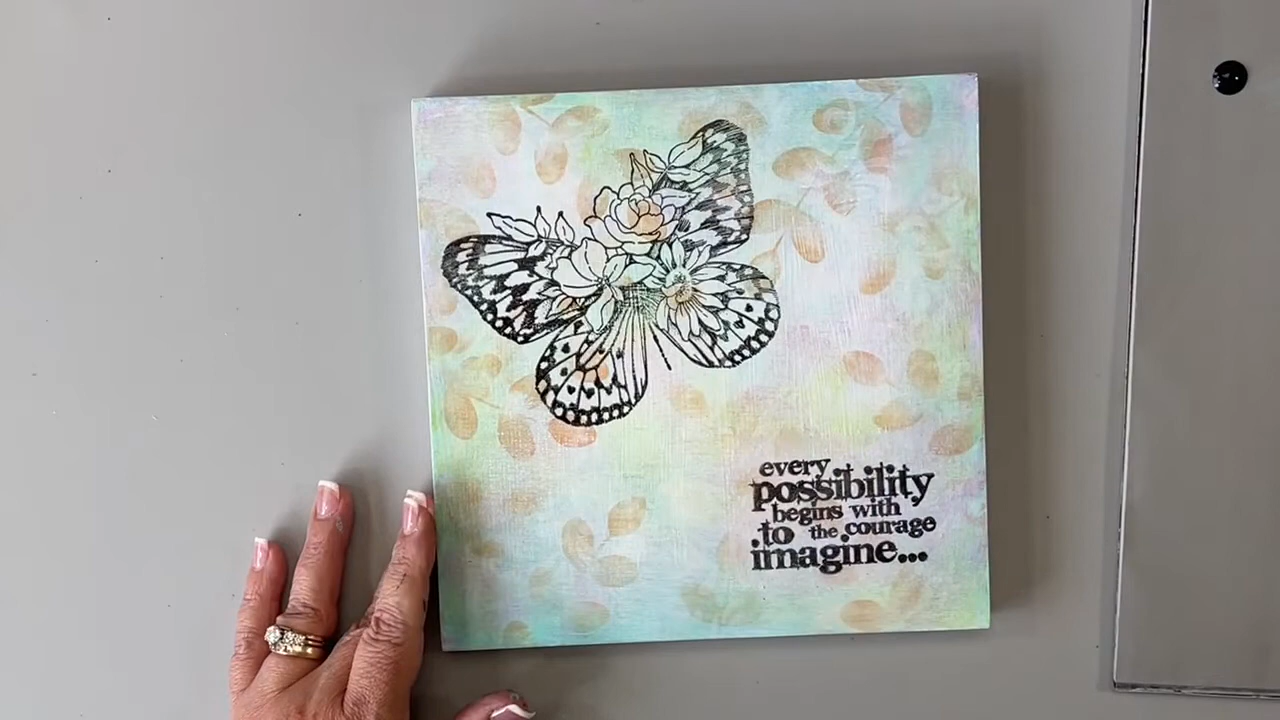 every
possibility
begins with
to the courage
imagine...